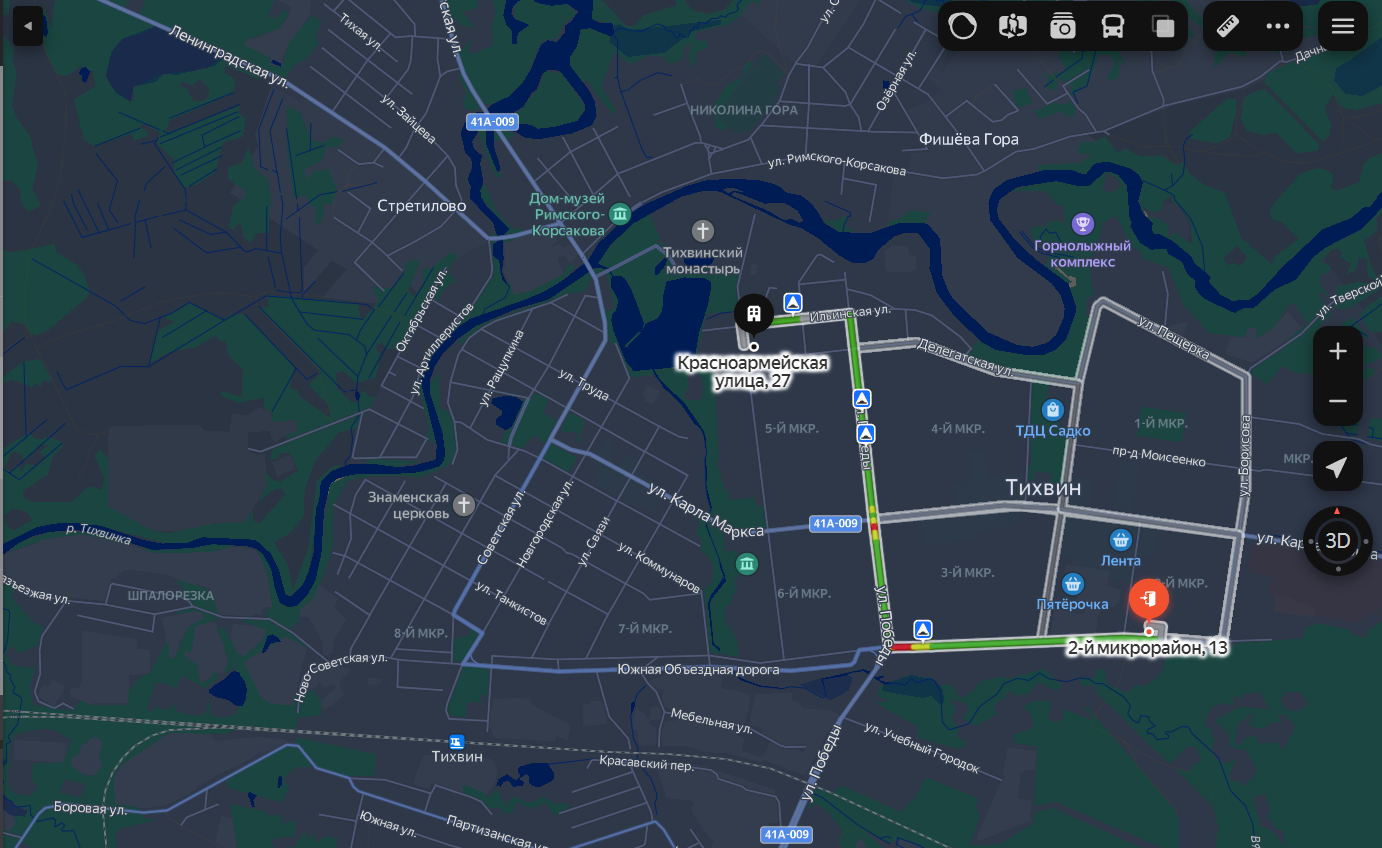 Ленинградская ул.
Тихая ул.
ул. Зайцева
41А-009
НИКОЛИНА ГОРА
Озёрная ул.
Фишёва Гора
ул. Римского-Корсакова
Стретилово
Дом-музей
Римского-
Корсакова
Тихвинский
монастырь
Горнолыжный
комплекс
ул. Тверской
Октябрьская ул.
ул. Артиллеристов
ул. Ращупкина
ул. Труда
Ильинская ул.
Красноармейская
улица, 27
Делегатская ул.
ул. Пещерка
5-Й МКР.
4-Й МКР.
ТДЦ Садко
1-Й МКР.
пр-д Моисеенко
ул. Борисова
МКР.
Тихвин
Знаменская
церковь
ул. Карла Маркса
41А-009
р. Тихвинка
Советская ул.
Новгородская ул.
ул. Связи
ул. Коммунаров
Лента
3D
3-Й МКР.
Пятёрочка
6-Й МКР.
ул. Победы
ШПАЛОРЕЗКА
ул. Танкистов
8-Й МКР.
7-Й МКР.
2-й микрорайон, 13
Ново-Советская ул.
Южная Объездная дорога
Мебельная ул.
ул. Учебный Городок
Тихвин
Красавский пер.
ул. Победы
Боровая ул.
Южная ул.
Партизанская ул.
41А-009